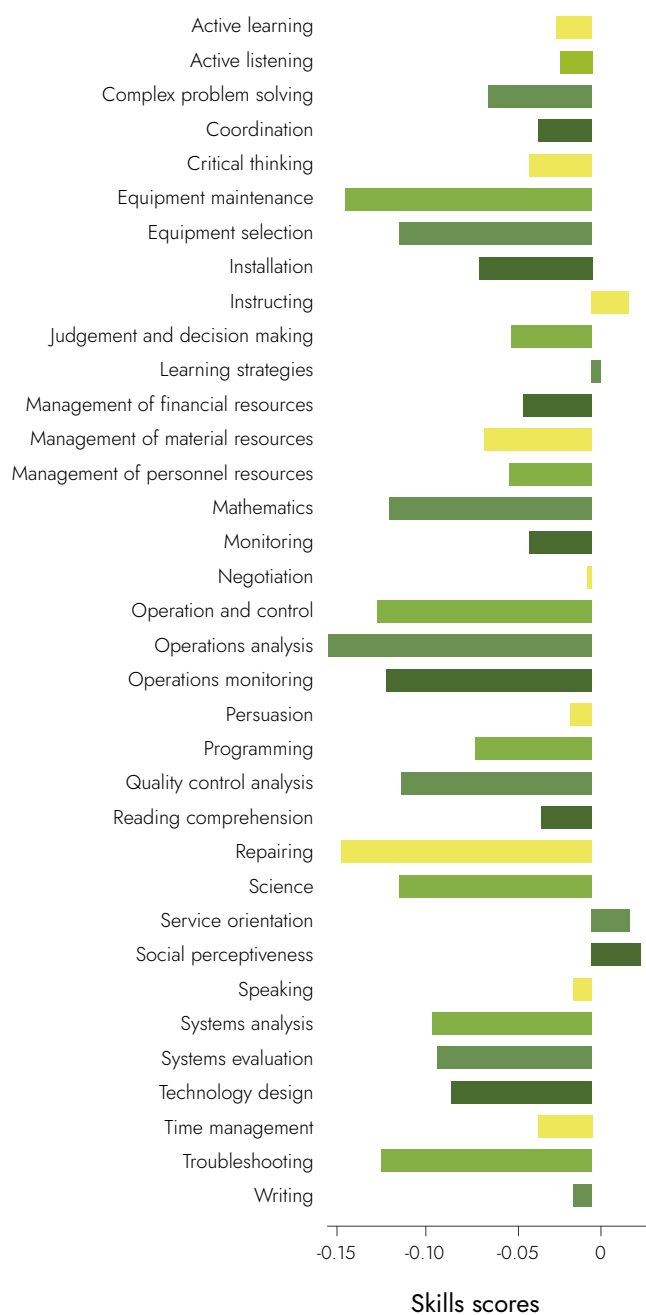 Active learning
Active listening
Complex problem solving
Coordination
Critical thinking
Equipment maintenance
Equipment selection
Installation
Instructing
Judgement and decision making
Learning strategies
Management of financial resources
Management of material resources
Management of personnel resources
Mathematics
Monitoring
Negotiation
Operation and control
Operations analysis
Operations monitoring
Persuasion
Programming
Quality control analysis
Reading comprehension
Repairing
Science
Service orientation
Social perceptiveness
Speaking
Systems analysis
Systems evaluation
Technology design
Time management
Troubleshooting
Writing
-0.15 -0.10 -0.05 0
Skills scores